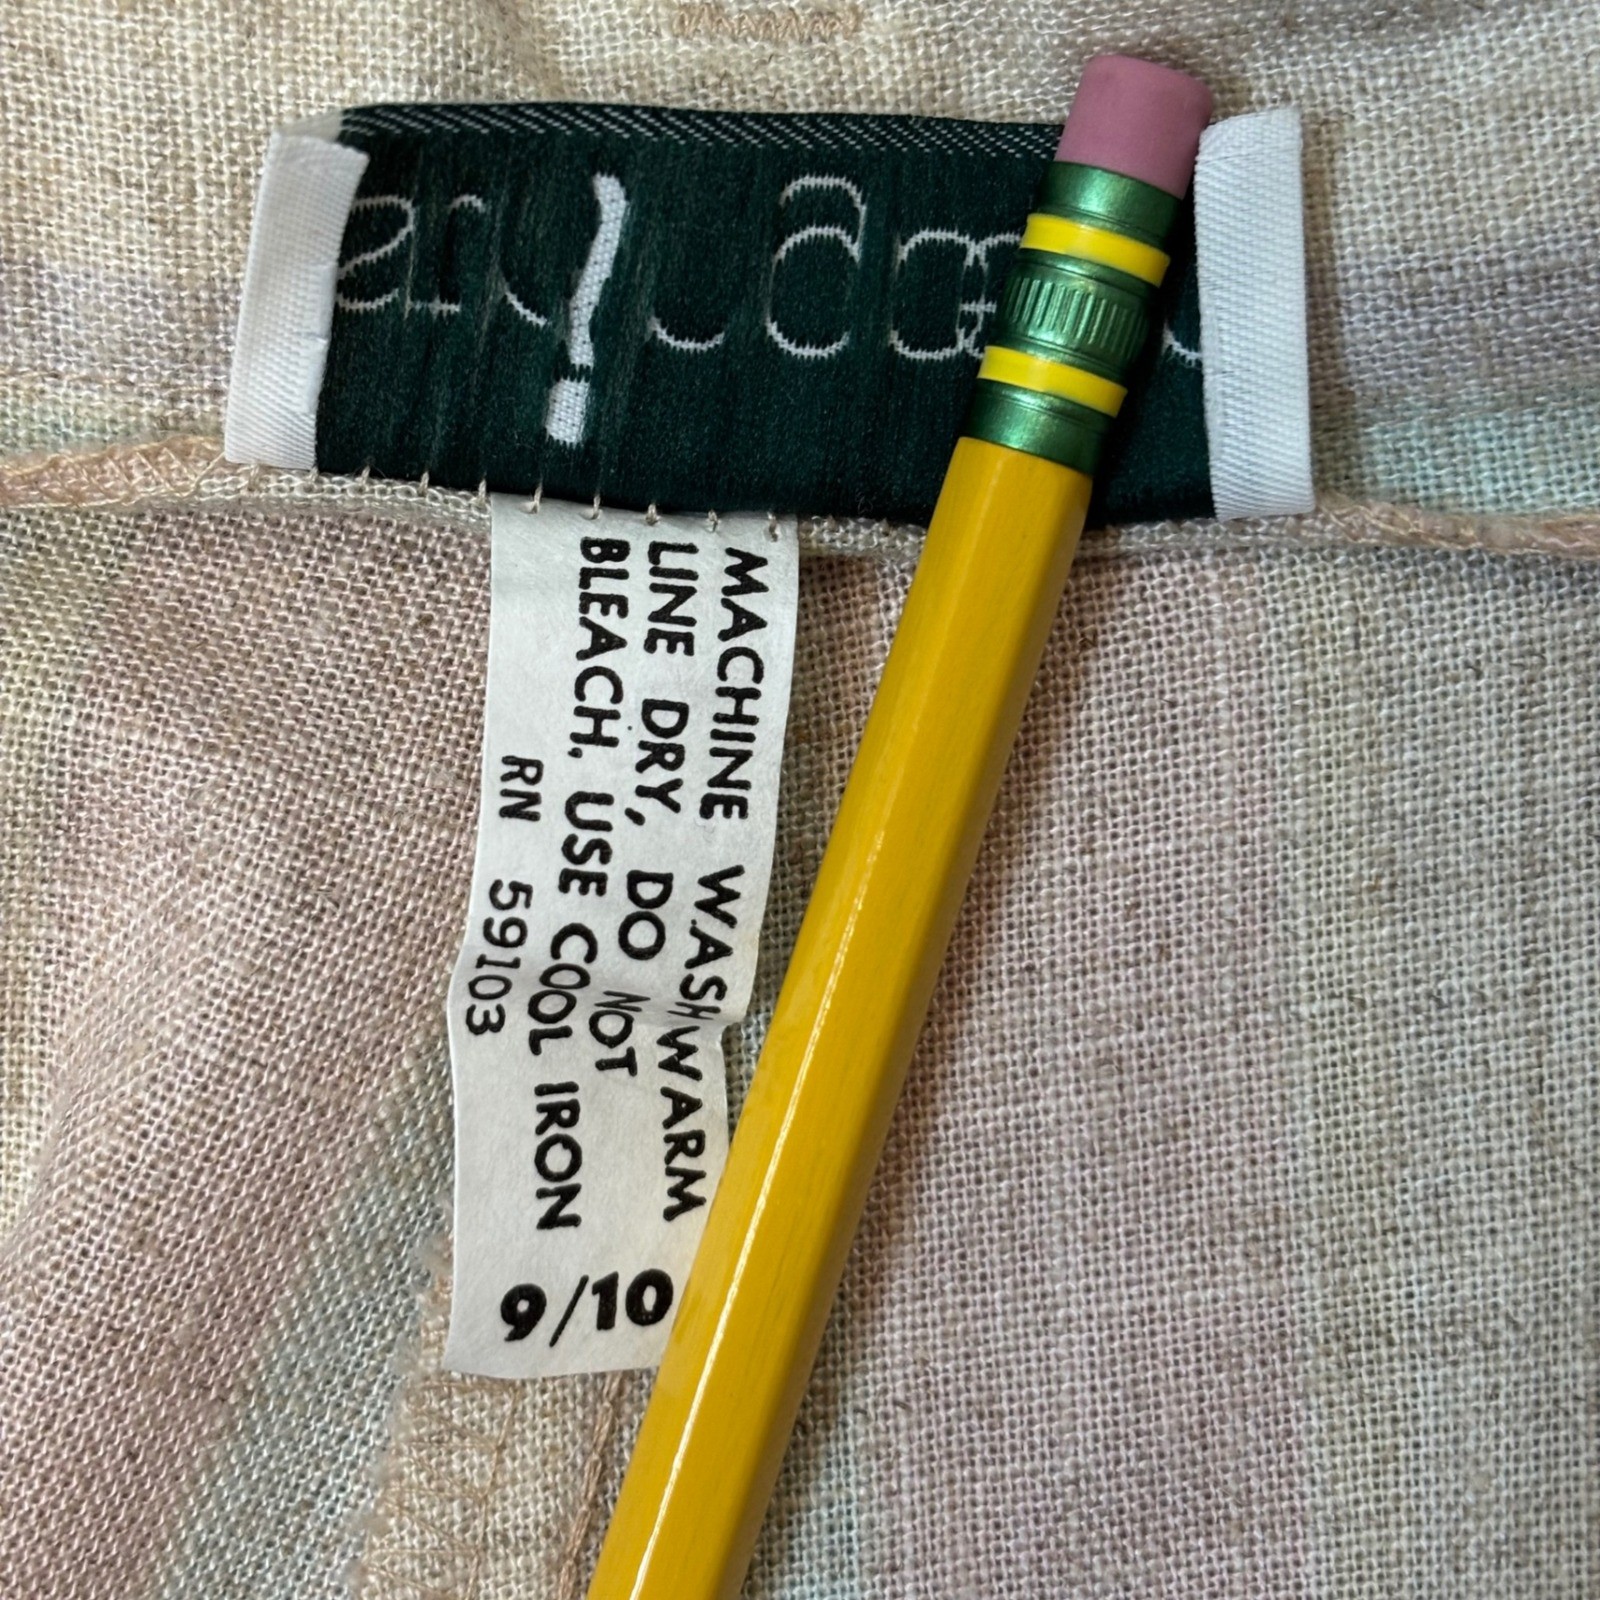 MACHINE WASH WARM
LINE DRY, DO NOT
BLEACH, USE COOL IRON
RN 59103
9/10